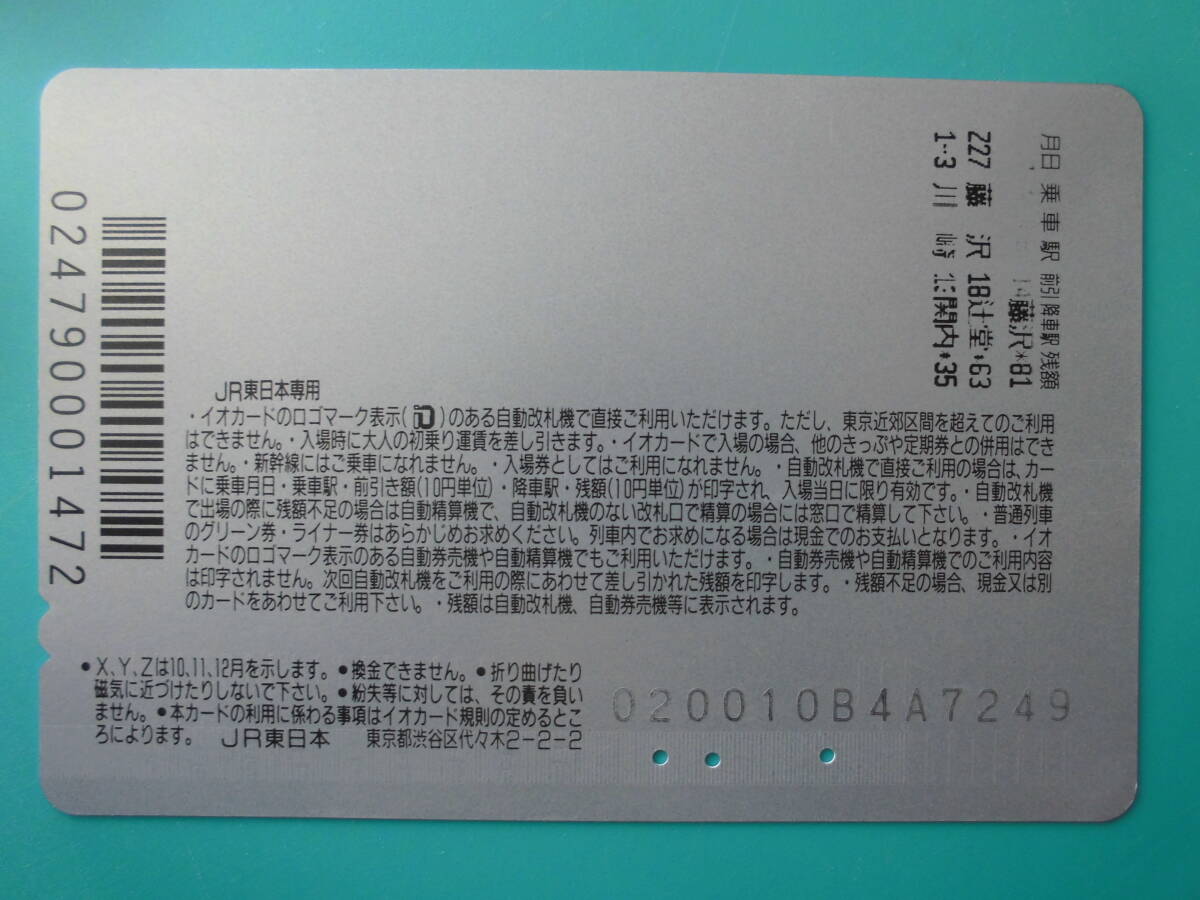 月日 乗車駅 前引 降車駅 残額
14 藤沢*81
Z27 藤沢 18 辻堂*63
1‥3 川崎 13 関内*35
0247900001472
JR東日本専用
・イオカードのロゴマーク表示( )のある自動改札機で直接ご利用いただけます。ただし、東京近郊区間を超えてのご利用
はできません。・入場時に大人の初乗り運賃を差し引きます。・イオカードで入場の場合、他のきっぷや定期券との併用はでき
ません。・新幹線にはご乗車になれません。・入場券としてはご利用になれません。・自動改札機で直接ご利用の場合は、カー
ドに乗車月日・乗車駅・前引き額(10円単位)・降車駅・残額(10円単位)が印字され、入場当日に限り有効です。・自動改札機
で出場の際に残額不足の場合は自動精算機で、自動改札機のない改札口で精算の場合には窓口で精算して下さい。・普通列車
のグリーン券・ライナー券はあらかじめお求めください。列車内でお求めになる場合は現金でのお支払いとなります。・イオ
カードのロゴマーク表示のある自動券売機や自動精算機でもご利用いただけます。・自動券売機や自動精算機でのご利用内容
は印字されません。次回自動改札機をご利用の際にあわせて差し引かれた残額を印字します。・残額不足の場合、現金又は別
のカードをあわせてご利用下さい。・残額は自動改札機、自動券売機等に表示されます。
●X、Y、Zは10、11、12月を示します。●換金できません。●折り曲げたり
磁気に近づけたりしないで下さい。●紛失等に対しては、その責を負い
ません。●本カードの利用に係わる事項はイオカード規則の定めるとこ
ろによります。 JR東日本 東京都渋谷区代々木2-2-2
020010B4A7249